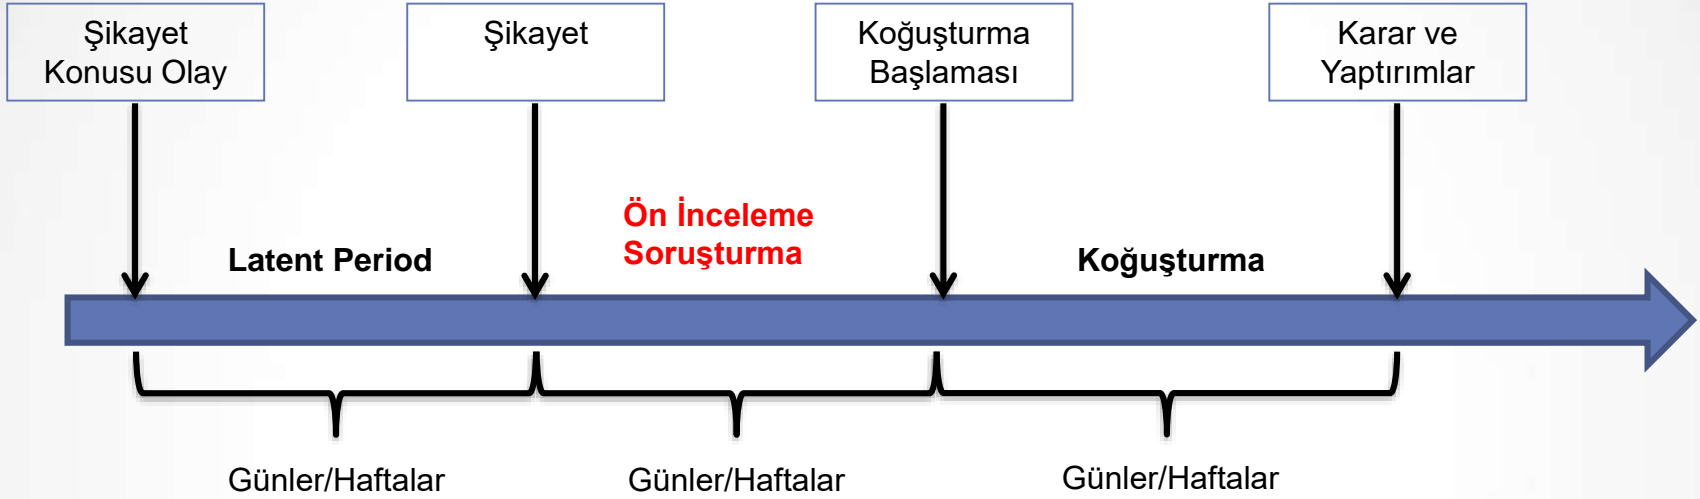 Şikayet
Konusu Olay
Şikayet
Koğuşturma
Başlaması
Karar ve
Yaptırımlar
Latent Period
Ön İnceleme
Soruşturma
Koğuşturma
Günler/Haftalar
Günler/Haftalar
Günler/Haftalar